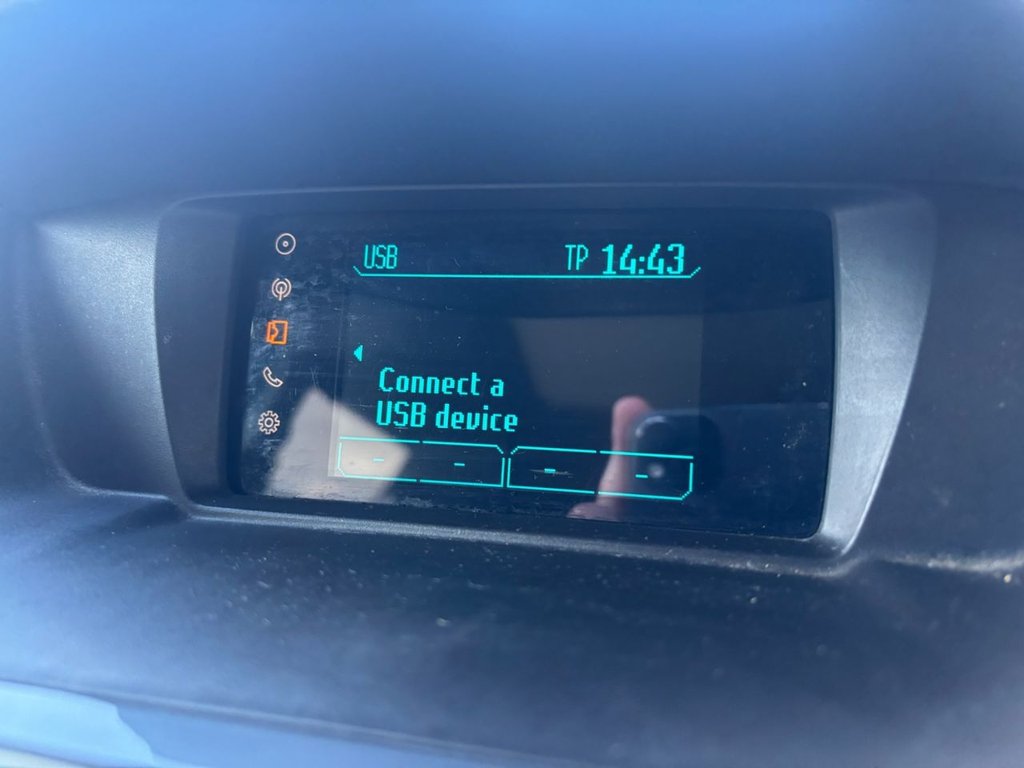 USB TP 14:43
Connect a
USB device
- - - -